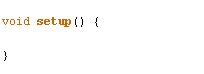 void setup() {
}